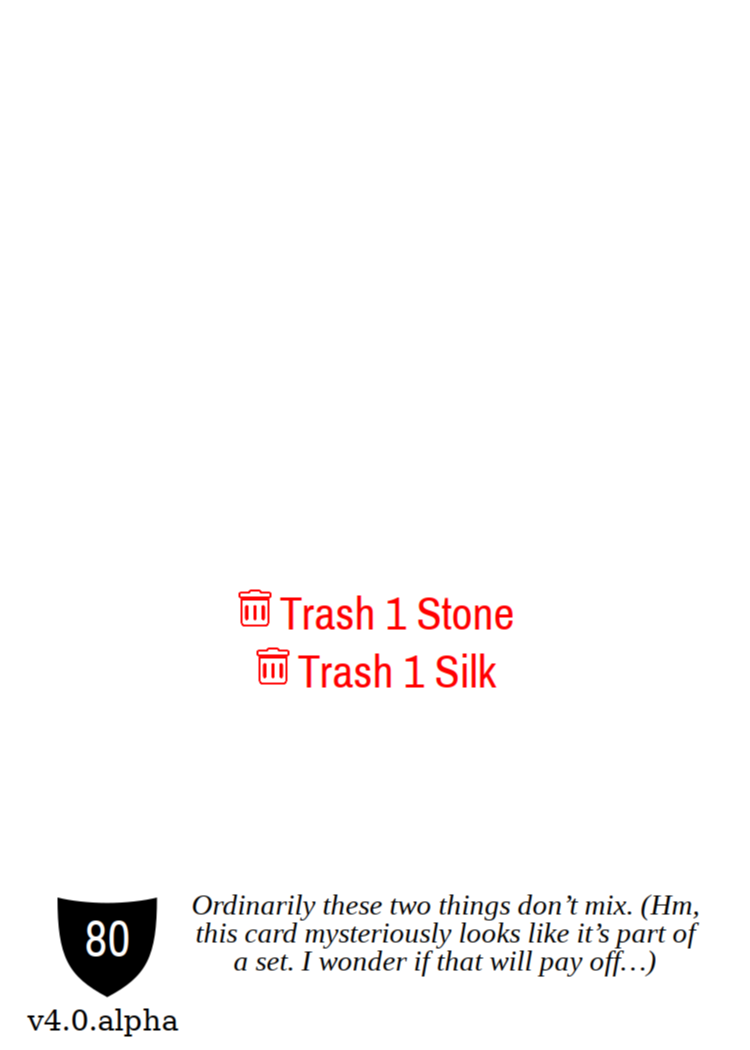 Trash 1 Stone
Trash 1 Silk
80
Ordinarily these two things don’t mix. (Hm,
this card mysteriously looks like it’s part of
a set. I wonder if that will pay off…)
v4.0.alpha